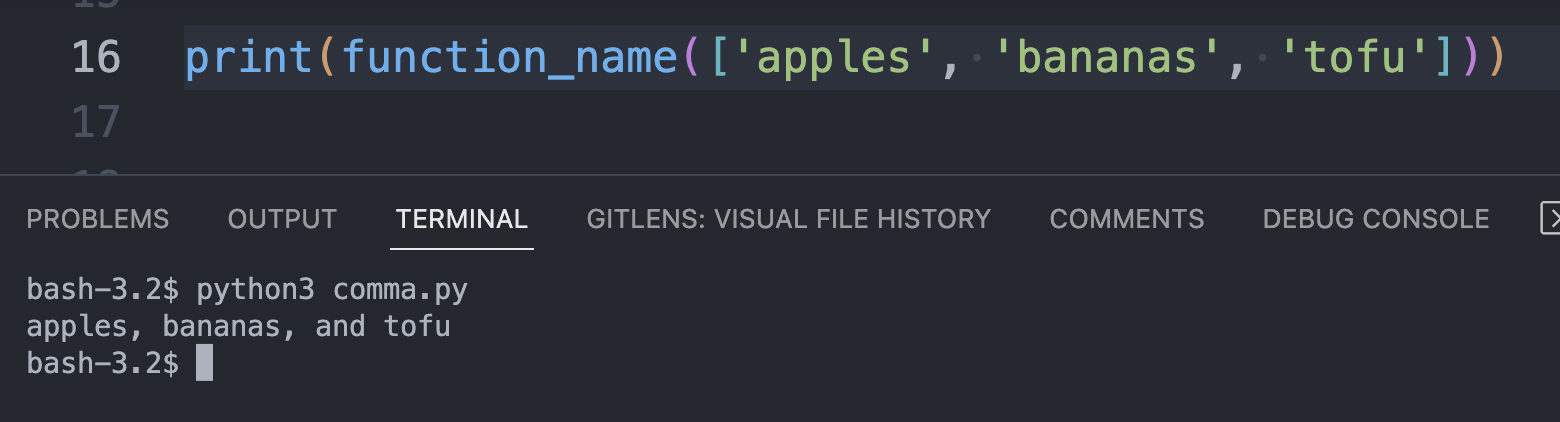 16 print(function_name(['apples', 'bananas', 'tofu']))
17
PROBLEMS OUTPUT TERMINAL GITLENS: VISUAL FILE HISTORY COMMENTS DEBUG CONSOLE
bash-3.2$ python3 comma.py
apples, bananas, and tofu
bash-3.2$